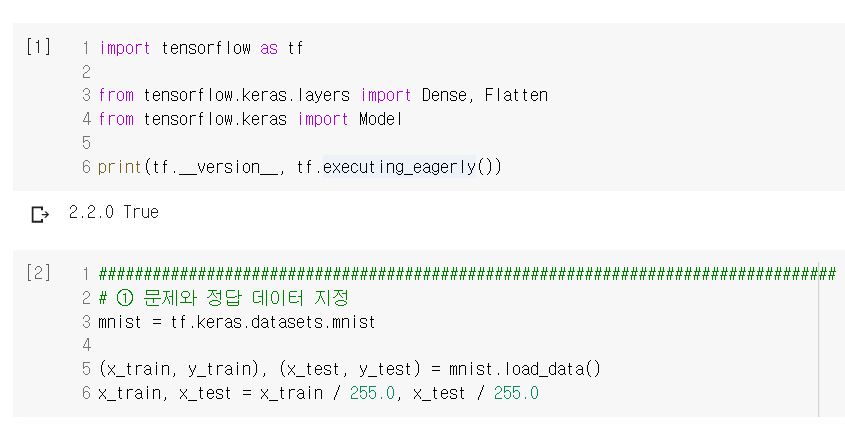 [1]
1 import tensorflow as tf
2
3 from tensorflow.keras.layers import Dense, Flatten
4 from tensorflow.keras import Model
5
6 print(tf.__version__, tf.executing_eagerly())
2.2.0 True
[2]
1 ##################################################################################
2 # ① 문제와 정답 데이터 지정
3 mnist = tf.keras.datasets.mnist
4
5 (x_train, y_train), (x_test, y_test) = mnist.load_data()
6 x_train, x_test = x_train / 255.0, x_test / 255.0